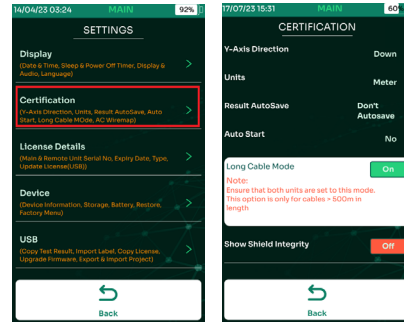 14/04/23 03:24 MAIN 92%
SETTINGS
Display
(Date & Time, Sleep & Power Off Timer, Display &
Audio, Language)
Certification
(Y-Axis Direction, Units, Result AutoSave, Auto
Start, Long Cable MOde, AC Wiremap)
License Details
(Main & Remote Unit Serial No, Expiry Date, Type,
Update License(USB))
Device
(Device Information, Storage, Battery, Restore,
Factory Menu)
USB
(Copy Test Result, Import Label, Copy License,
Upgrade Firmware, Export & Import Project)
Back
17/07/23 15:31 MAIN 60%
CERTIFICATION
Y-Axis Direction
Down
Units
Meter
Result AutoSave Don't
Autosave
Auto Start
No
Long Cable Mode On
Note:
Ensure that both units are set to this mode.
This option is only for cables > 500m in
length
Show Shield Integrity Off
Back